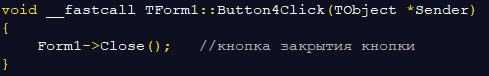 void __fastcall TForm1::Button4Click(TObject *Sender)
{
    Form1->Close();   //кнопка закрытия кнопки
}